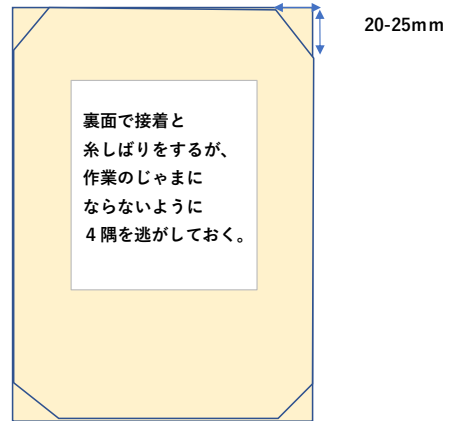 20-25mm
裏面で接着と
糸しばりをするが、
作業のじゃまに
ならないように
４隅を逃がしておく。